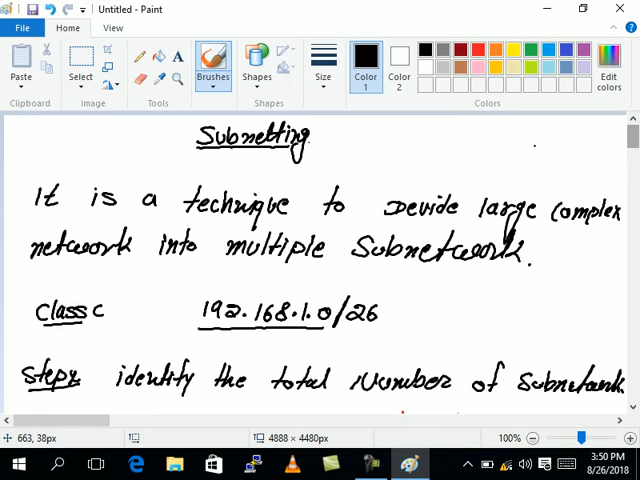 Untitled - Paint
File
Home
View
Paste
Select
Brushes
Shapes
Size
Color 1
Color 2
Edit colors
Clipboard
Image
Tools
Shapes
Colors
Subnetting
It is a technique to Devide large complex
network into multiple Subnetwork.
Class C 192.168.1.0/26
identify the total Number of Subnetwork
663, 38px
4888 × 4480px
100%
3:50 PM
8/26/2018